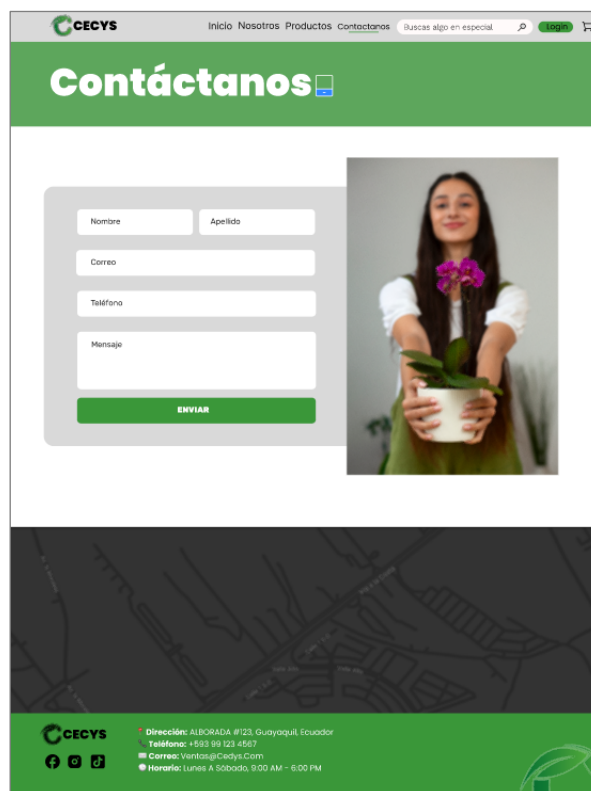 CECYS
Inicio Nosotros Productos Contactanos Buscas algo en especial Login
Contáctanos
Nombre Apellido
Correo
Teléfono
Mensaje
ENVIAR
CECYS
Dirección: ALBORADA #123, Guayaquil, Ecuador
Teléfono: +593 99 123 4567
Correo: Ventas@Cedys.Com
Horario: Lunes A Sábado, 9:00 AM - 6:00 PM